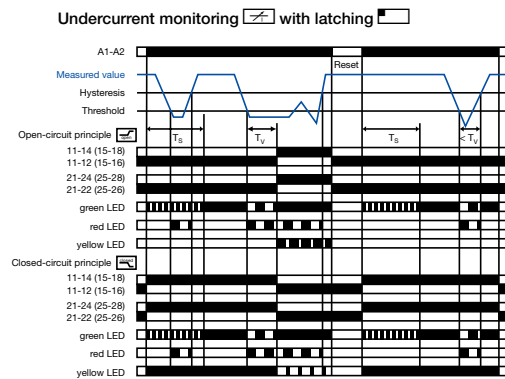 Undercurrent monitoring with latching
A1-A2
Reset
Measured value
Hysteresis
Threshold
Open-circuit principle open
TS TV TS < TV
11-14 (15-18)
11-12 (15-16)
21-24 (25-28)
21-22 (25-26)
green LED
red LED
yellow LED
Closed-circuit principle closed
11-14 (15-18)
11-12 (15-16)
21-24 (25-28)
21-22 (25-26)
green LED
red LED
yellow LED